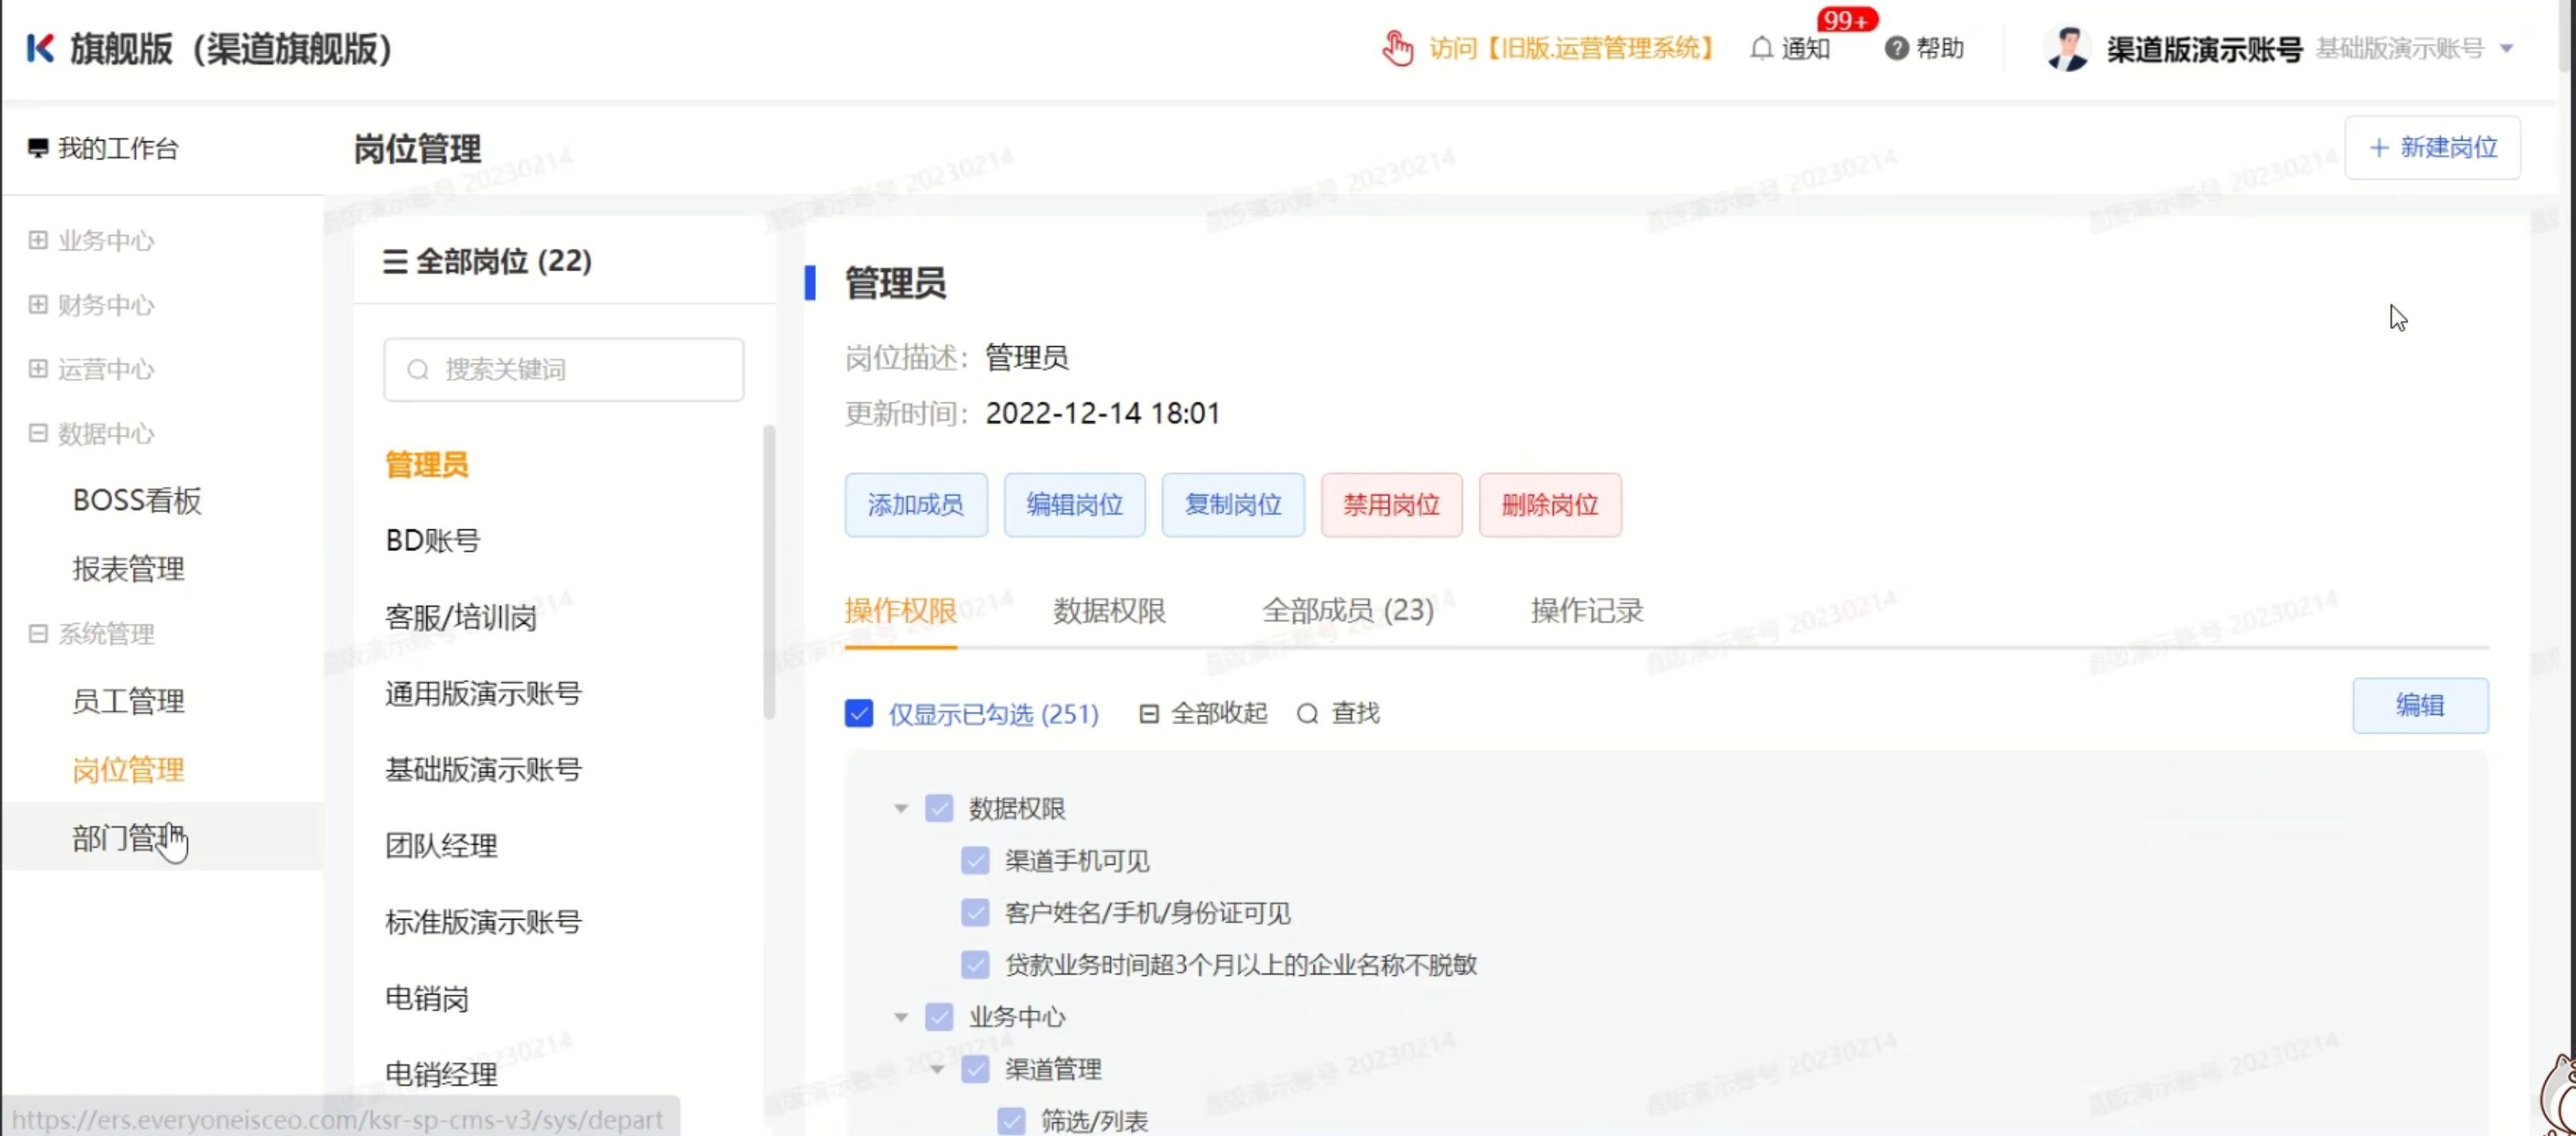 旗舰版（渠道旗舰版）
访问【旧版.运营管理系统】
通知
99+
帮助
渠道版演示账号 基础版演示账号
我的工作台
岗位管理
+ 新建岗位
业务中心
财务中心
运营中心
数据中心
BOSS看板
报表管理
系统管理
员工管理
岗位管理
部门管理
全部岗位 (22)
搜索关键词
管理员
BD账号
客服/培训岗
通用版演示账号
基础版演示账号
团队经理
标准版演示账号
电销岗
电销经理
管理员
岗位描述：管理员
更新时间：2022-12-14 18:01
添加成员 编辑岗位 复制岗位 禁用岗位 删除岗位
操作权限 数据权限 全部成员 (23) 操作记录
仅显示已勾选 (251) 全部收起 查找
编辑
数据权限
渠道手机可见
客户姓名/手机/身份证可见
贷款业务时间超3个月以上的企业名称不脱敏
业务中心
渠道管理
筛选/列表
https://ers.everyoneisceo.com/ksr-sp-cms-v3/sys/depart
版演示账号 20230214